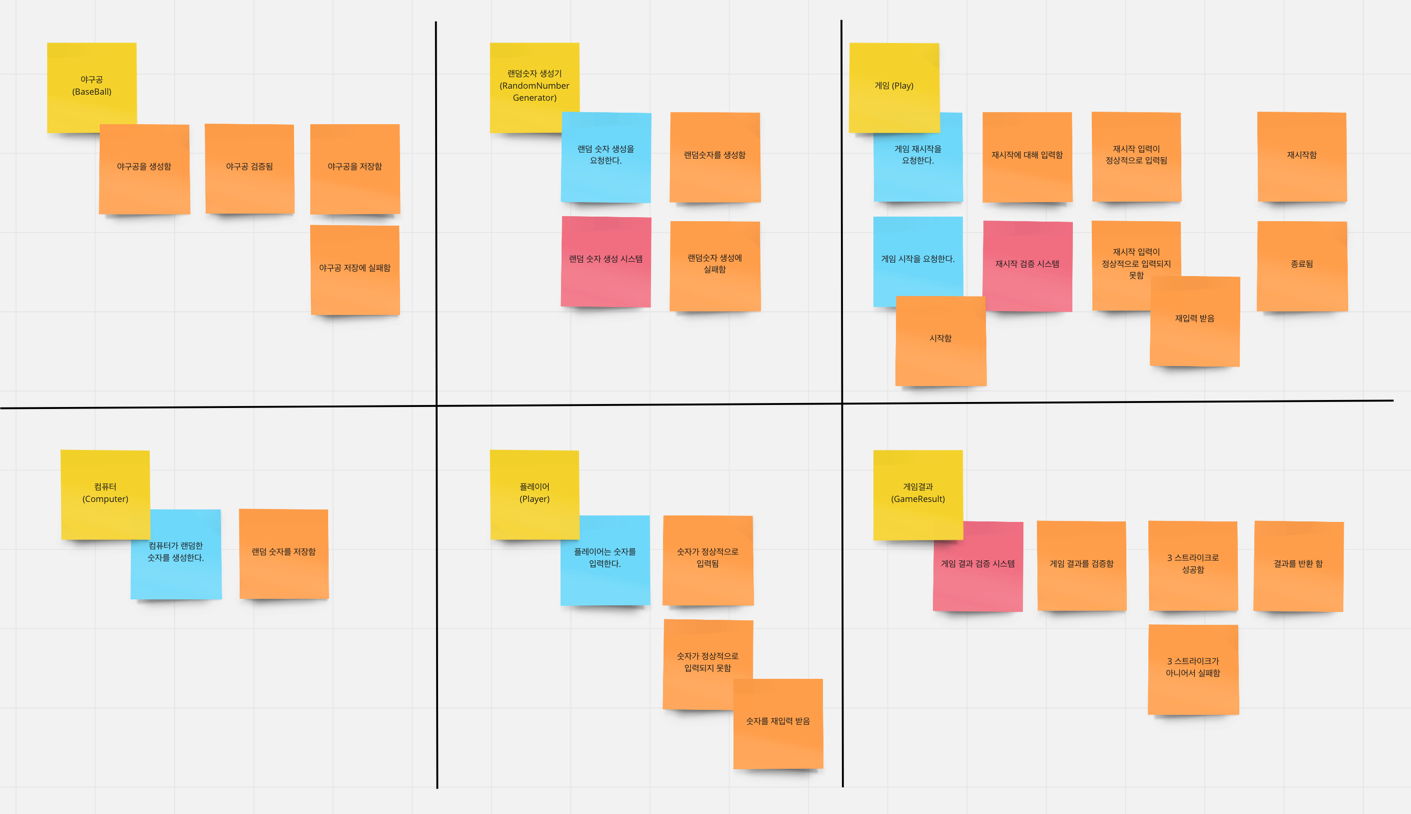 야구공
(BaseBall)
야구공을 생성함
야구공 검증됨
야구공을 저장함
야구공 저장에 실패함
랜덤숫자 생성기
(RandomNumber
Generator)
랜덤 숫자 생성을
요청한다.
랜덤숫자를 생성함
랜덤 숫자 생성 시스템
랜덤숫자 생성에
실패함
게임 (Play)
게임 재시작을
요청한다.
재시작에 대해 입력함
재시작 입력이
정상적으로 입력됨
재시작함
게임 시작을 요청한다.
재시작 검증 시스템
재시작 입력이
정상적으로 입력되지
못함
종료됨
재입력 받음
시작함
컴퓨터
(Computer)
컴퓨터가 랜덤한
숫자를 생성한다.
랜덤 숫자를 저장함
플레이어
(Player)
플레이어는 숫자를
입력한다.
숫자가 정상적으로
입력됨
숫자가 정상적으로
입력되지 못함
숫자를 재입력 받음
게임결과
(GameResult)
게임 결과 검증 시스템
게임 결과를 검증함
3 스트라이크로
성공함
결과를 반환 함
3 스트라이크가
아니어서 실패함